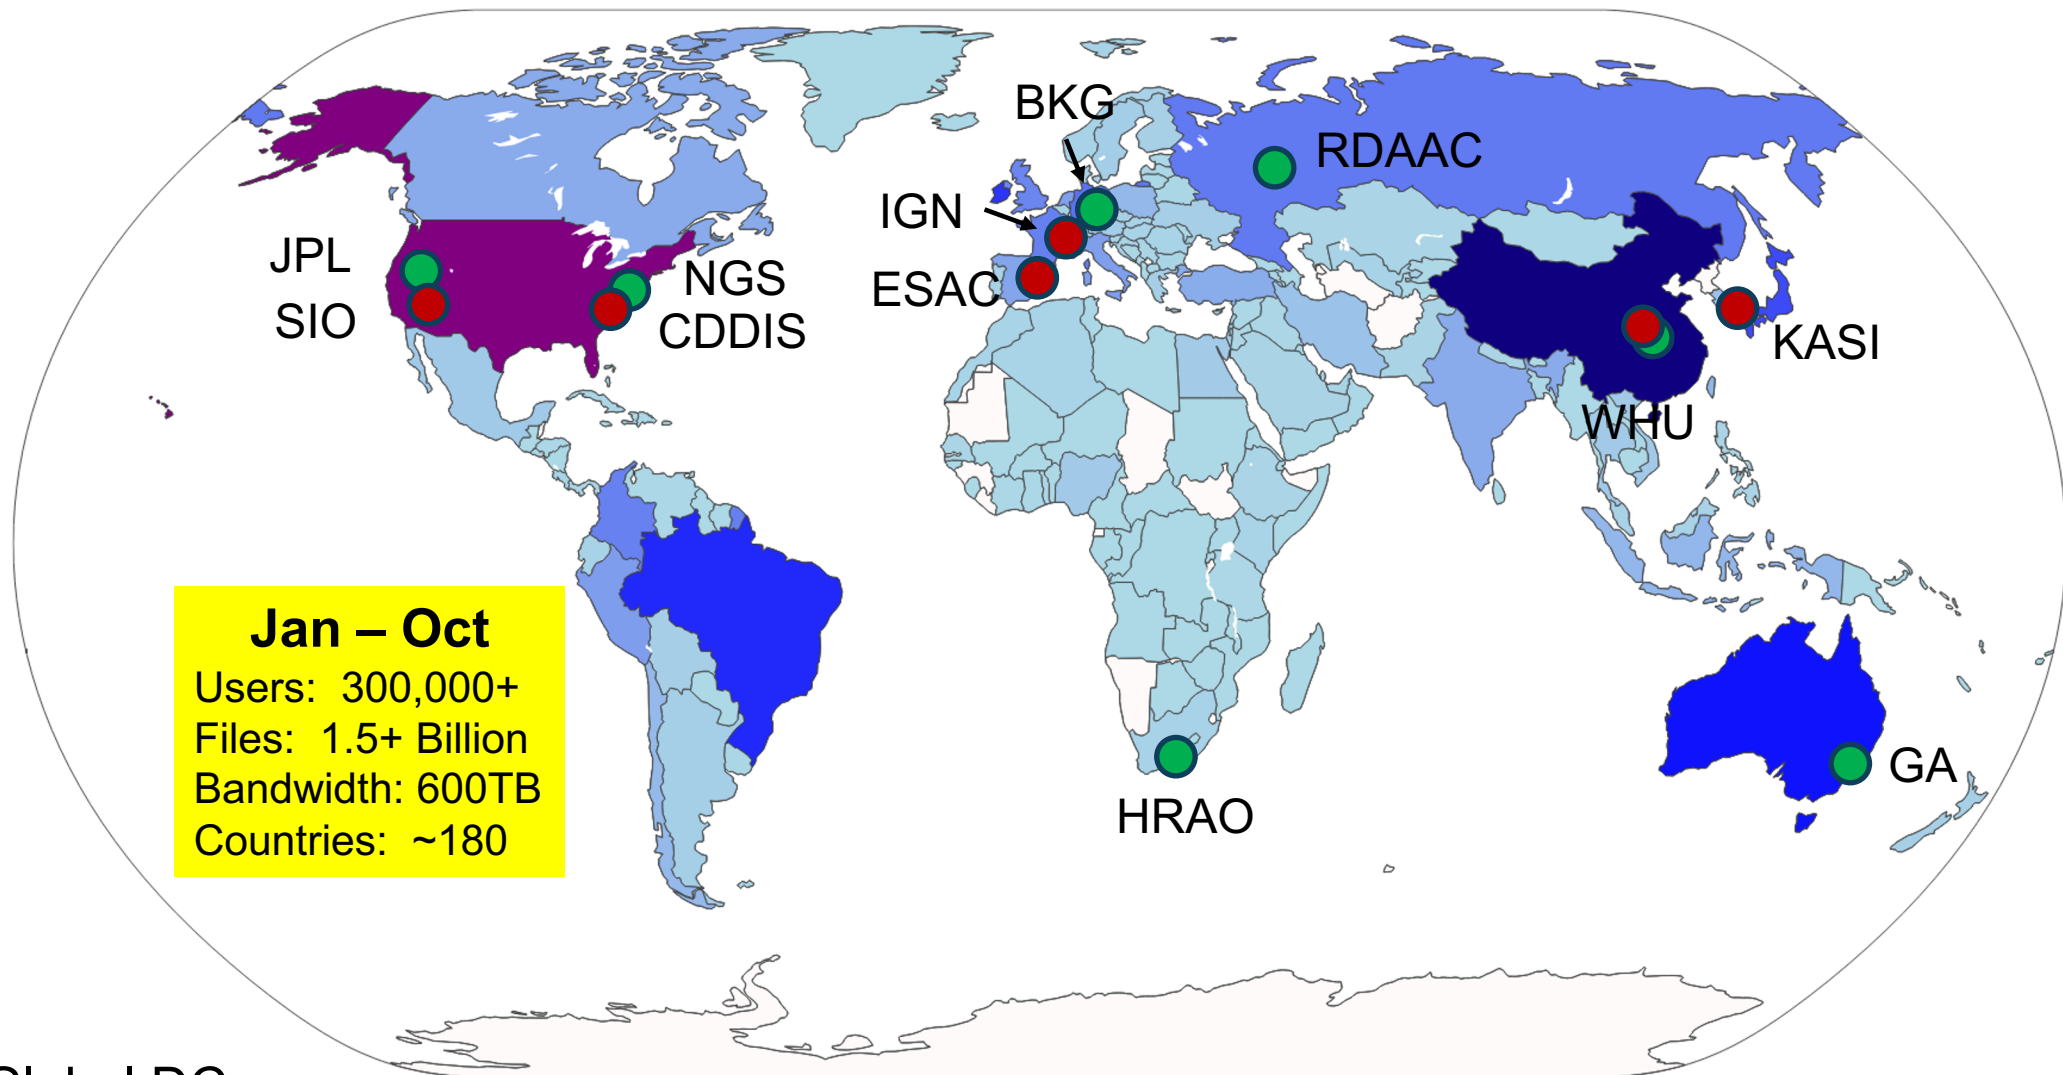 BKG
RDAAC
IGN
JPL
NGS
ESAC
SIO
CDDIS
KASI
WHU
Jan – Oct
Users: 300,000+
Files: 1.5+ Billion
Bandwidth: 600TB
Countries: ~180
GA
HRAO